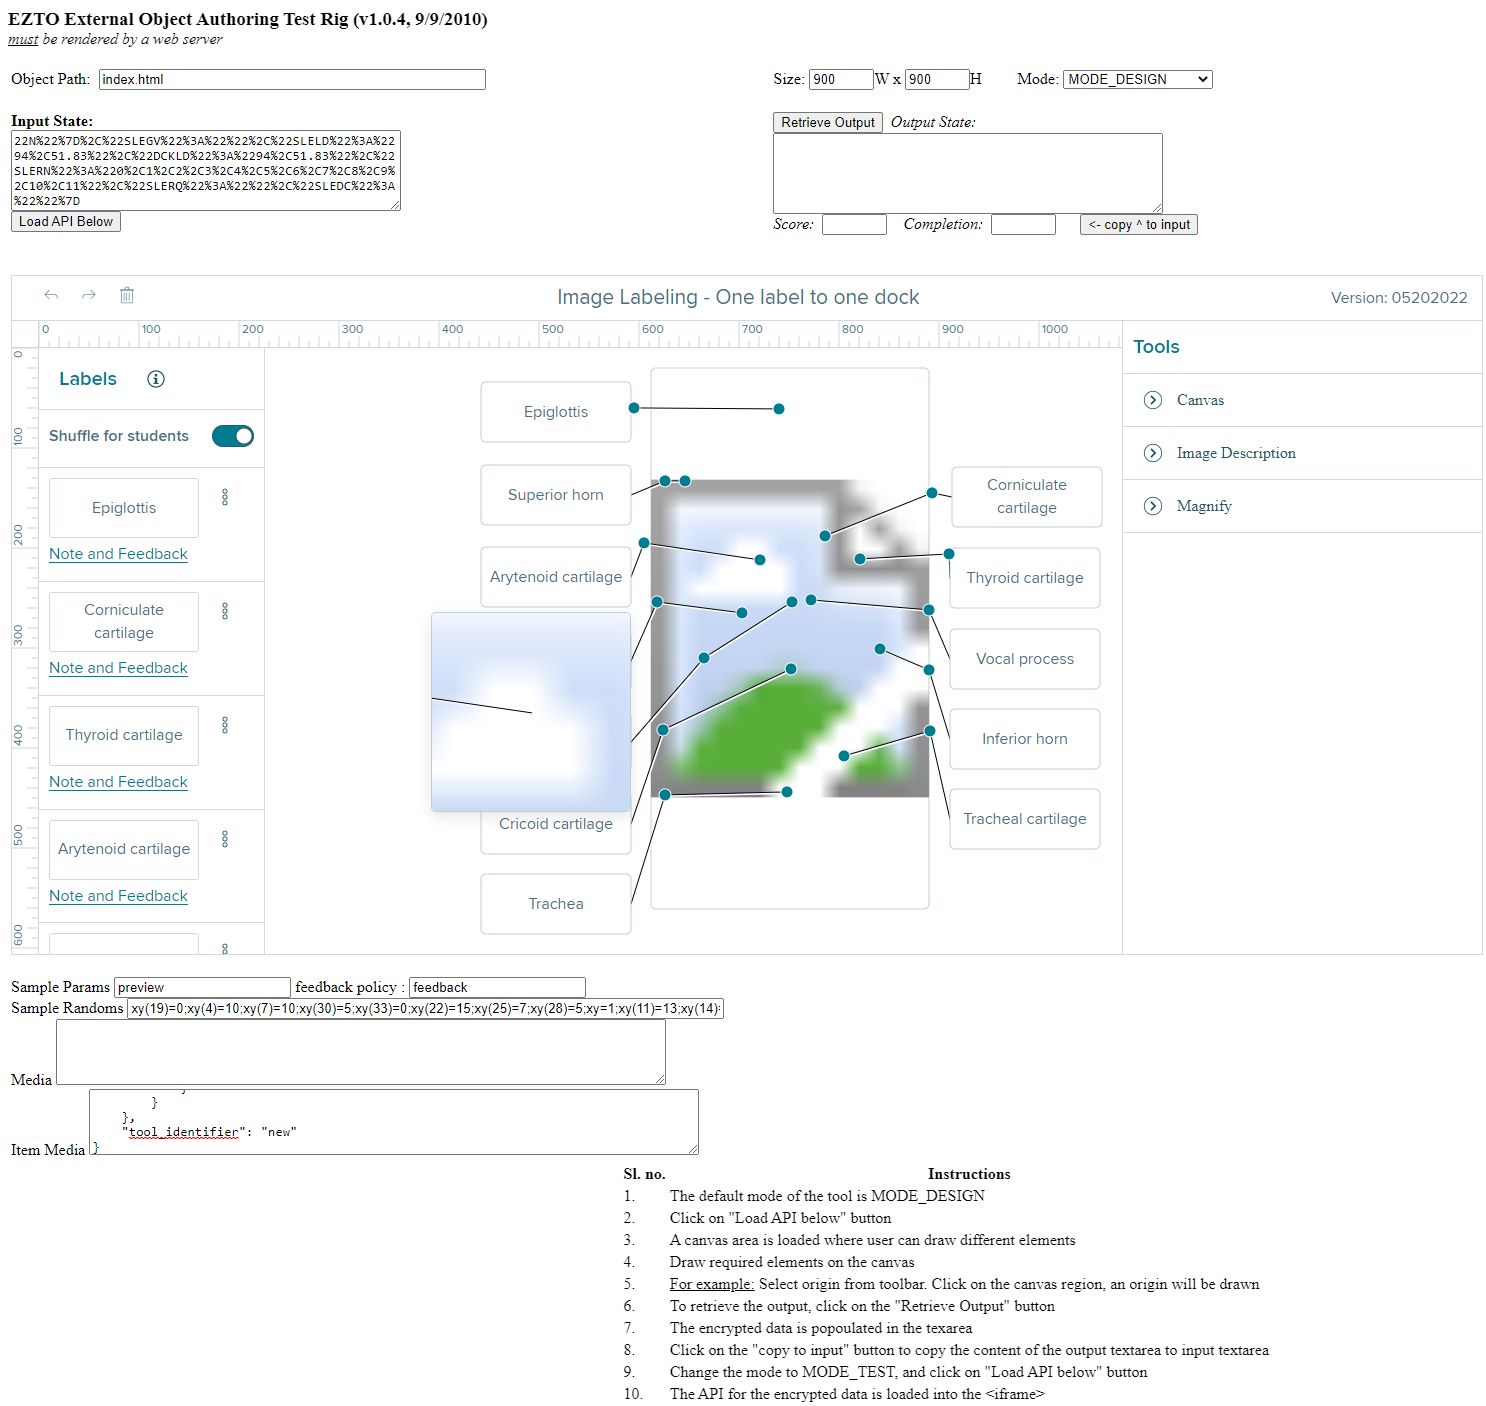 EZTO External Object Authoring Test Rig (v1.0.4, 9/9/2010)
must be rendered by a web server
Object Path: index.html
Size: 900 W x 900 H Mode: MODE_DESIGN
Input State:
22N%22%7D%2C%22SLEGV%22%3A%22%22%2C%22SLELD%22%3A%22
94%2C51.83%22%2C%22DCKLD%22%3A%2294%2C51.83%22%2C%22
SLERN%22%3A%220%2C1%2C2%2C3%2C4%2C5%2C6%2C7%2C8%2C9%
2C10%2C11%22%2C%22SLERQ%22%3A%22%22%2C%22SLEDC%22%3A
%22%22%7D
Load API Below
Retrieve Output Output State:
Score: Completion: <- copy ^ to input
Image Labeling - One label to one dock
Version: 05202022
0 100 200 300 400 500 600 700 800 900 1000
0
100
200
300
400
500
600
Labels
Shuffle for students
Epiglottis
Note and Feedback
Corniculate
cartilage
Note and Feedback
Thyroid cartilage
Note and Feedback
Arytenoid cartilage
Note and Feedback
Epiglottis
Superior horn
Arytenoid cartilage
Cricoid cartilage
Trachea
Corniculate
cartilage
Thyroid cartilage
Vocal process
Inferior horn
Tracheal cartilage
Tools
Canvas
Image Description
Magnify
Sample Params preview feedback policy : feedback
Sample Randoms xy(19)=0;xy(4)=10;xy(7)=10;xy(30)=5;xy(33)=0;xy(22)=15;xy(25)=7;xy(28)=5;xy=1;xy(11)=13;xy(14)
Media
}
},
"tool_identifier": "new"
Item Media }
Sl. no. Instructions
1. The default mode of the tool is MODE_DESIGN
2. Click on "Load API below" button
3. A canvas area is loaded where user can draw different elements
4. Draw required elements on the canvas
5. For example: Select origin from toolbar. Click on the canvas region, an origin will be drawn
6. To retrieve the output, click on the "Retrieve Output" button
7. The encrypted data is popoulated in the texarea
8. Click on the "copy to input" button to copy the content of the output textarea to input textarea
9. Change the mode to MODE_TEST, and click on "Load API below" button
10. The API for the encrypted data is loaded into the <iframe>